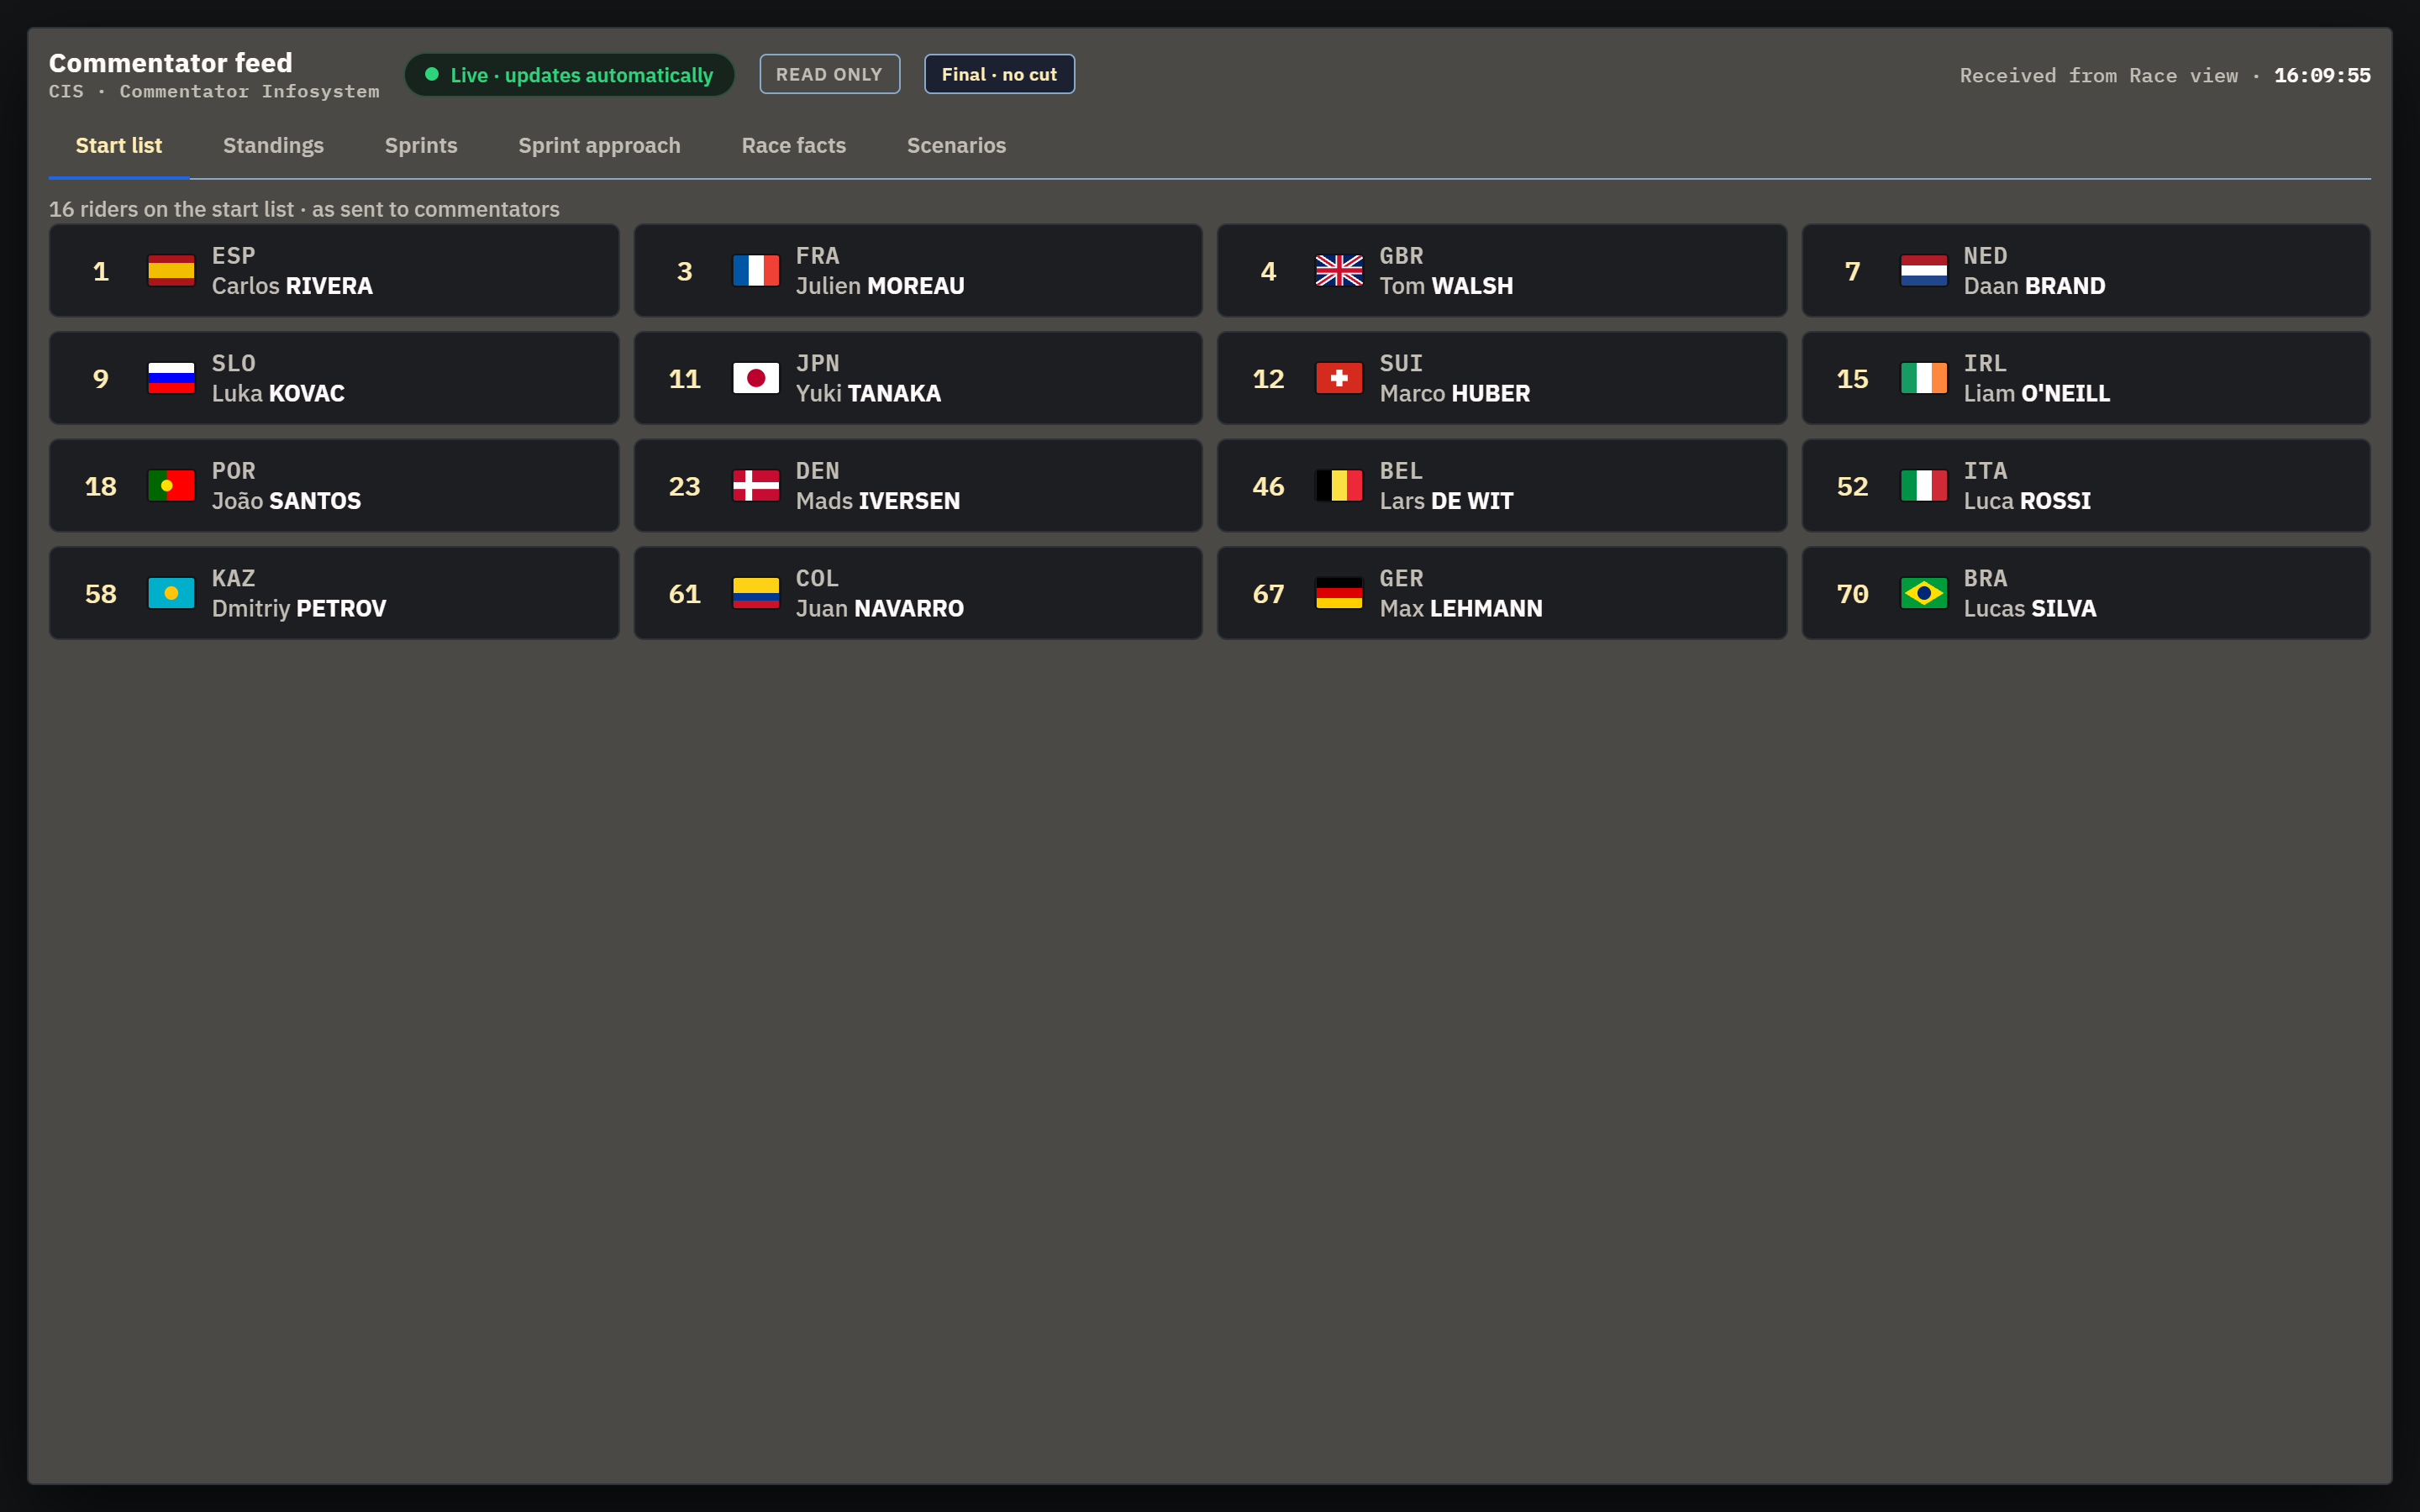 Commentator feed
CIS · Commentator Infosystem
Live · updates automatically
READ ONLY
Final · no cut
Received from Race view · 16:09:55
Start list
Standings
Sprints
Sprint approach
Race facts
Scenarios
16 riders on the start list · as sent to commentators
1
ESP
Carlos RIVERA
3
FRA
Julien MOREAU
4
GBR
Tom WALSH
7
NED
Daan BRAND
9
SLO
Luka KOVAC
11
JPN
Yuki TANAKA
12
SUI
Marco HUBER
15
IRL
Liam O'NEILL
18
POR
João SANTOS
23
DEN
Mads IVERSEN
46
BEL
Lars DE WIT
52
ITA
Luca ROSSI
58
KAZ
Dmitriy PETROV
61
COL
Juan NAVARRO
67
GER
Max LEHMANN
70
BRA
Lucas SILVA